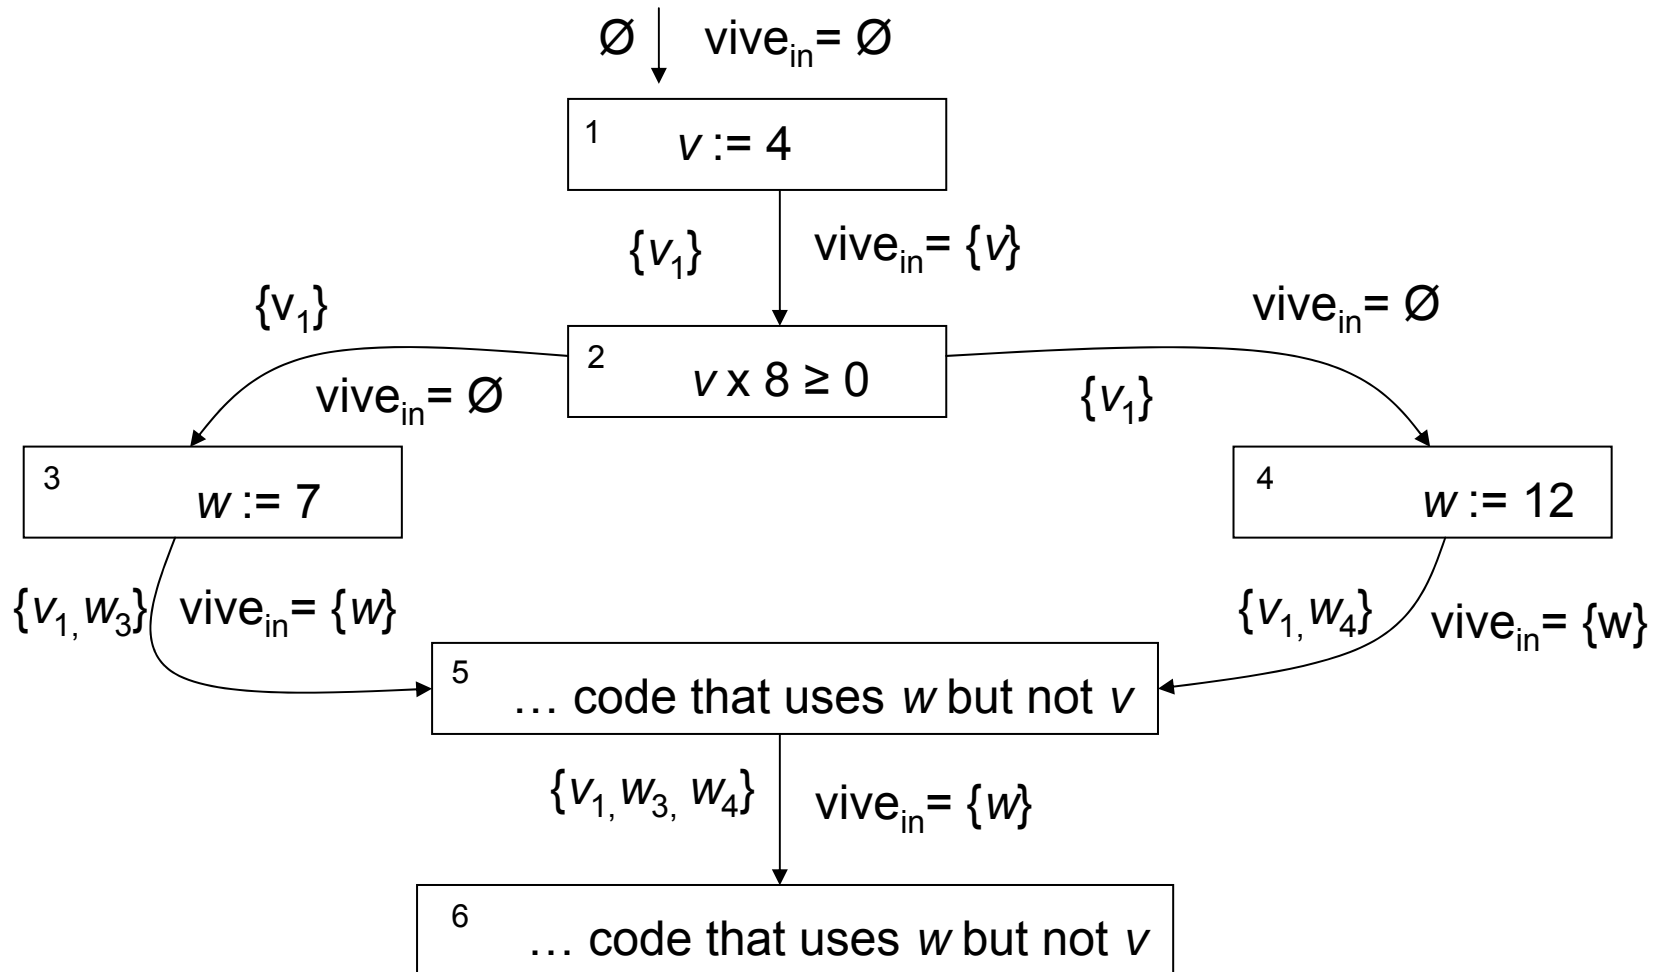 Ø vive_in= Ø
1 v := 4
{v_1} vive_in= {v}
{v_1} vive_in= Ø
2 v x 8 ≥ 0
vive_in= Ø {v_1}
3 w := 7
4 w := 12
{v_1, w_3} vive_in= {w}
{v_1, w_4} vive_in= {w}
5 … code that uses w but not v
{v_1, w_3, w_4} vive_in= {w}
6 … code that uses w but not v